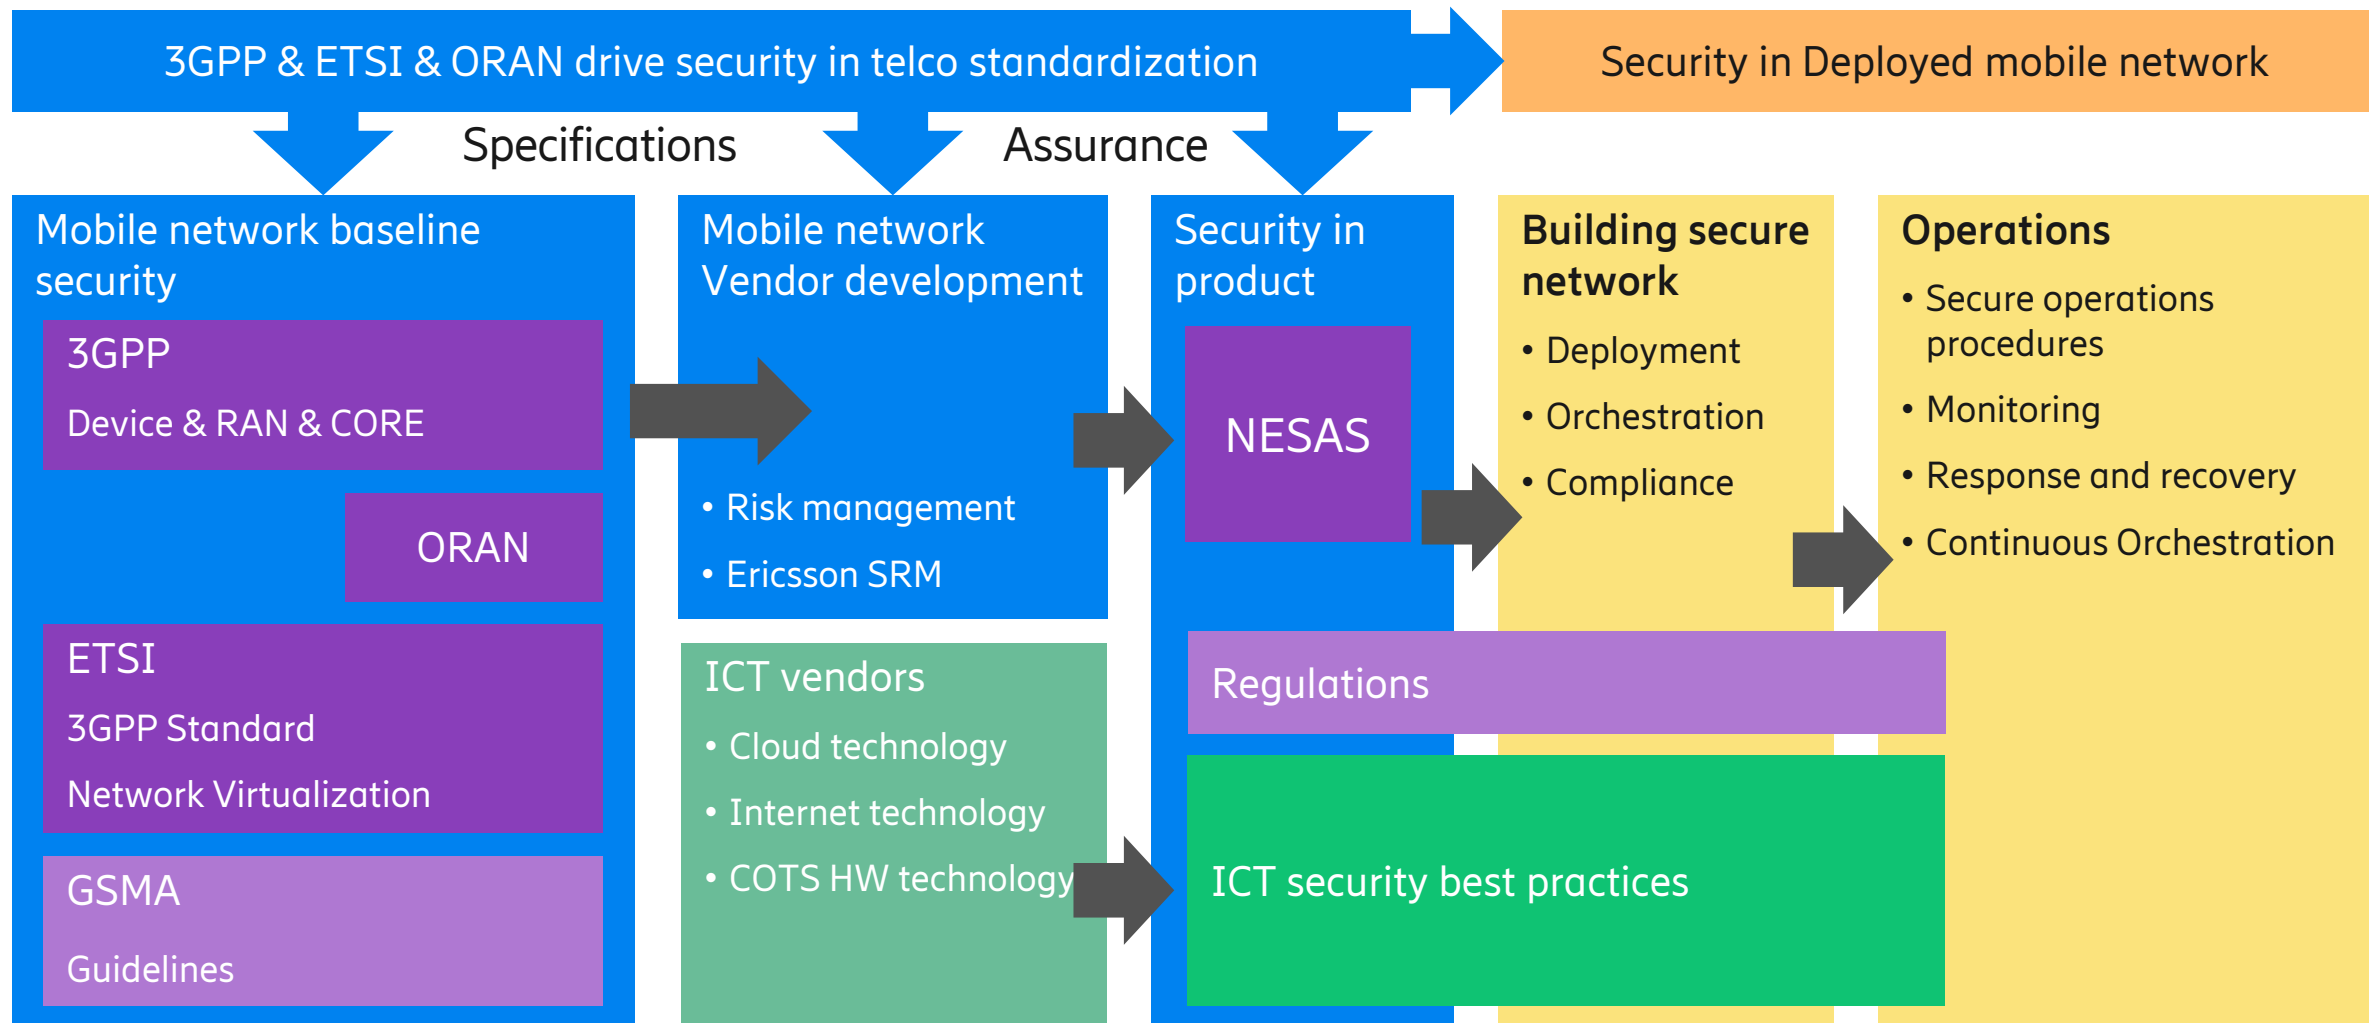 3GPP & ETSI & ORAN drive security in telco standardization
Security in Deployed mobile network
Specifications
Assurance
Mobile network baseline
security
3GPP
Device & RAN & CORE
ORAN
ETSI
3GPP Standard
Network Virtualization
GSMA
Guidelines
Mobile network
Vendor development
• Risk management
• Ericsson SRM
ICT vendors
• Cloud technology
• Internet technology
• COTS HW technology
Security in
product
NESAS
Building secure
network
• Deployment
• Orchestration
• Compliance
Operations
• Secure operations
procedures
• Monitoring
• Response and recovery
• Continuous Orchestration
Regulations
ICT security best practices